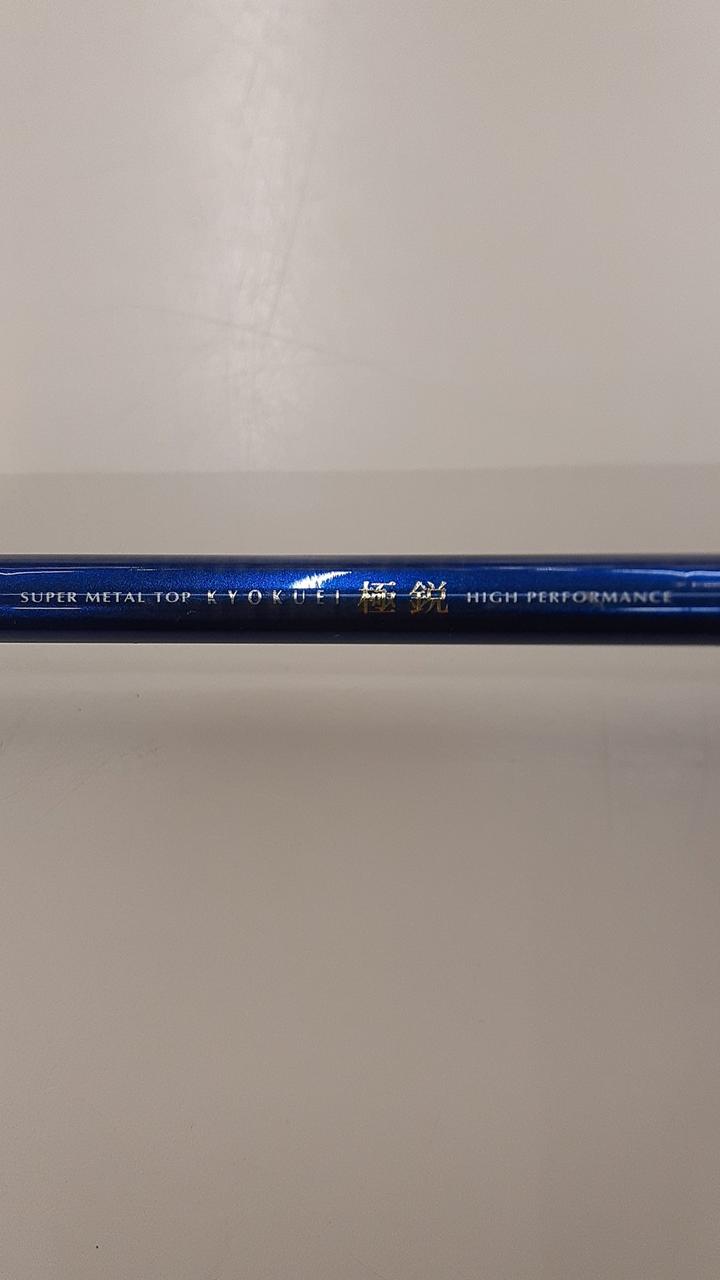 SUPER METAL TOP KYOKUEI 極鋭 HIGH PERFORMANCE